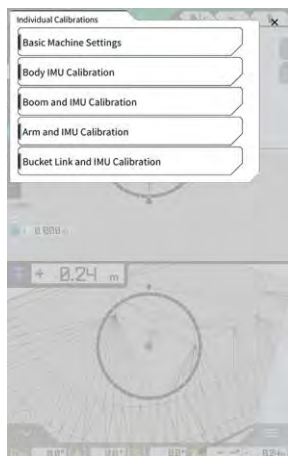 Individual Calibrations
×
Basic Machine Settings
Body IMU Calibration
Boom and IMU Calibration
Arm and IMU Calibration
Bucket Link and IMU Calibration
0.000
+ 0.24 m